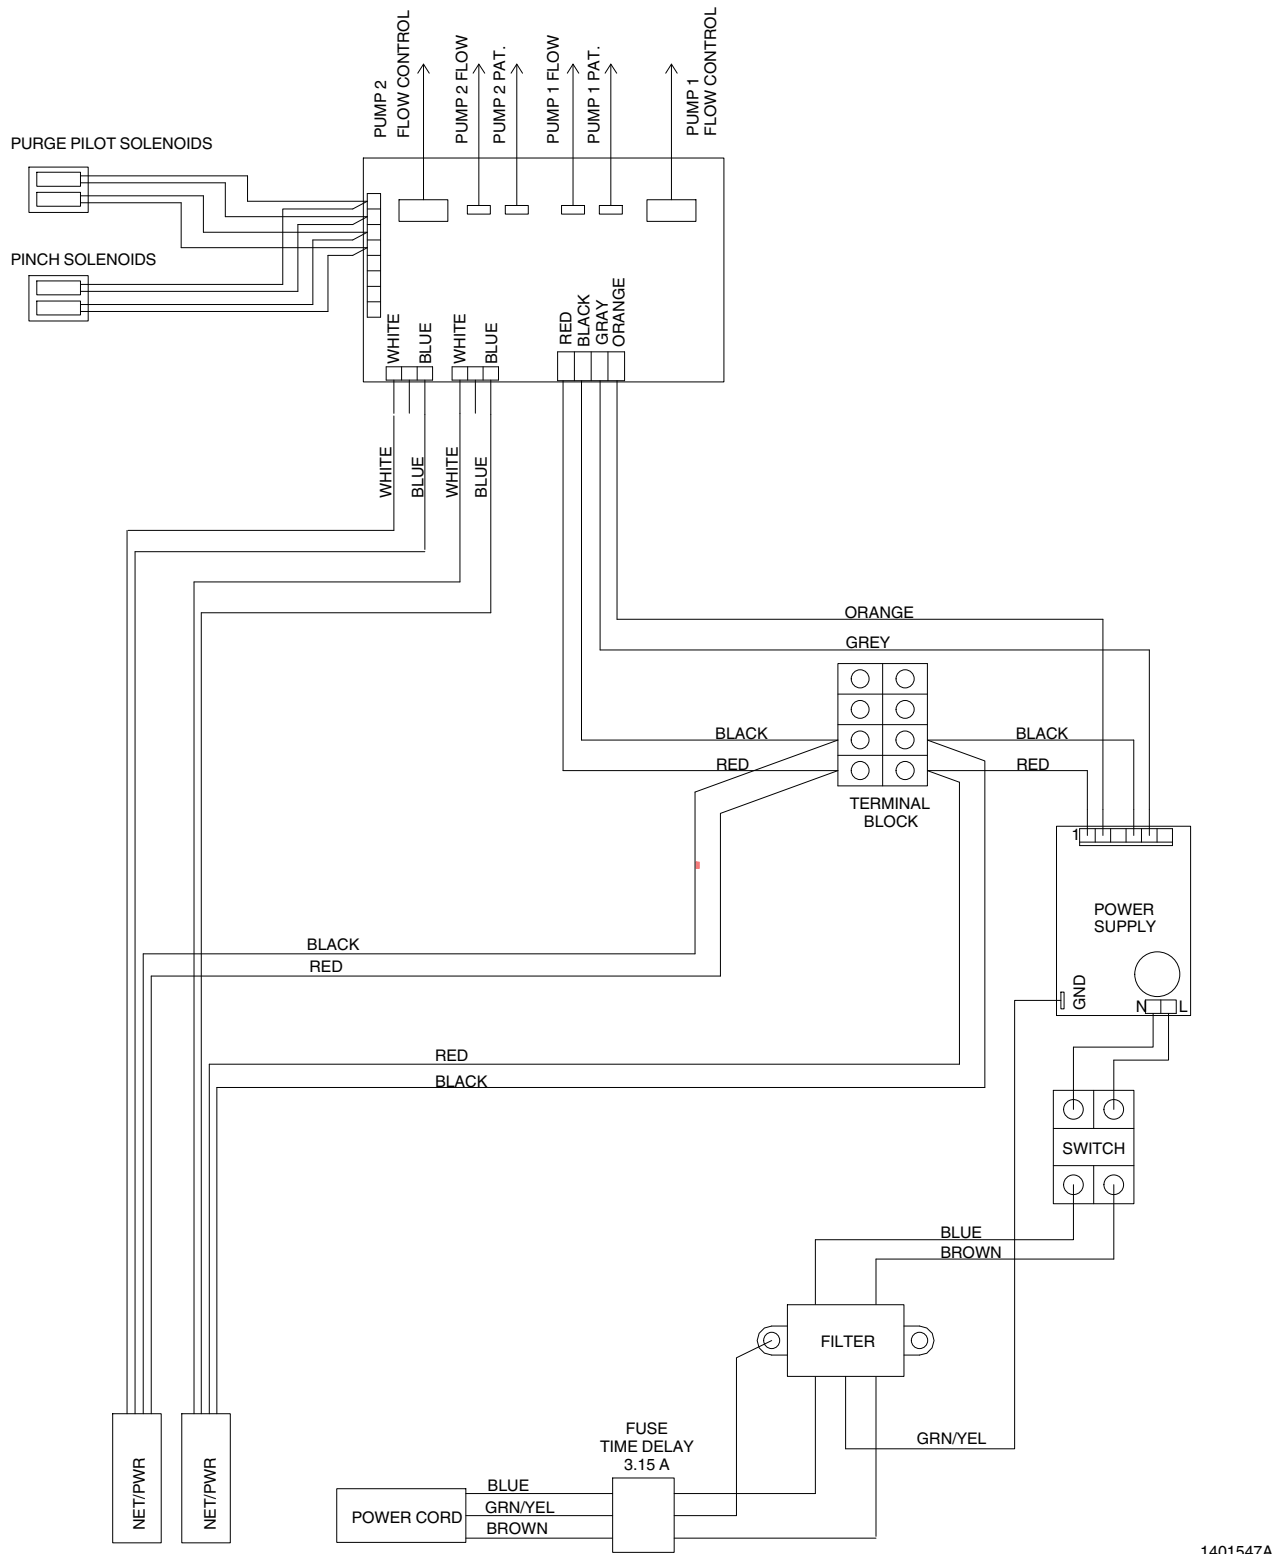 PUMP 2
FLOW CONTROL
PUMP 2 FLOW
PUMP 2 PAT.
PUMP 1 FLOW
PUMP 1 PAT.
PUMP 1
FLOW CONTROL
PURGE PILOT SOLENOIDS
PINCH SOLENOIDS
WHITE
BLUE
WHITE
BLUE
RED
BLACK
GRAY
ORANGE
WHITE
BLUE
WHITE
BLUE
ORANGE
GREY
BLACK
BLACK
RED
RED
TERMINAL
BLOCK
1
POWER
SUPPLY
BLACK
RED
GND
N
L
RED
BLACK
SWITCH
BLUE
BROWN
FILTER
FUSE
TIME DELAY
3.15 A
GRN/YEL
NET/PWR
NET/PWR
POWER CORD
BLUE
GRN/YEL
BROWN
1401547A